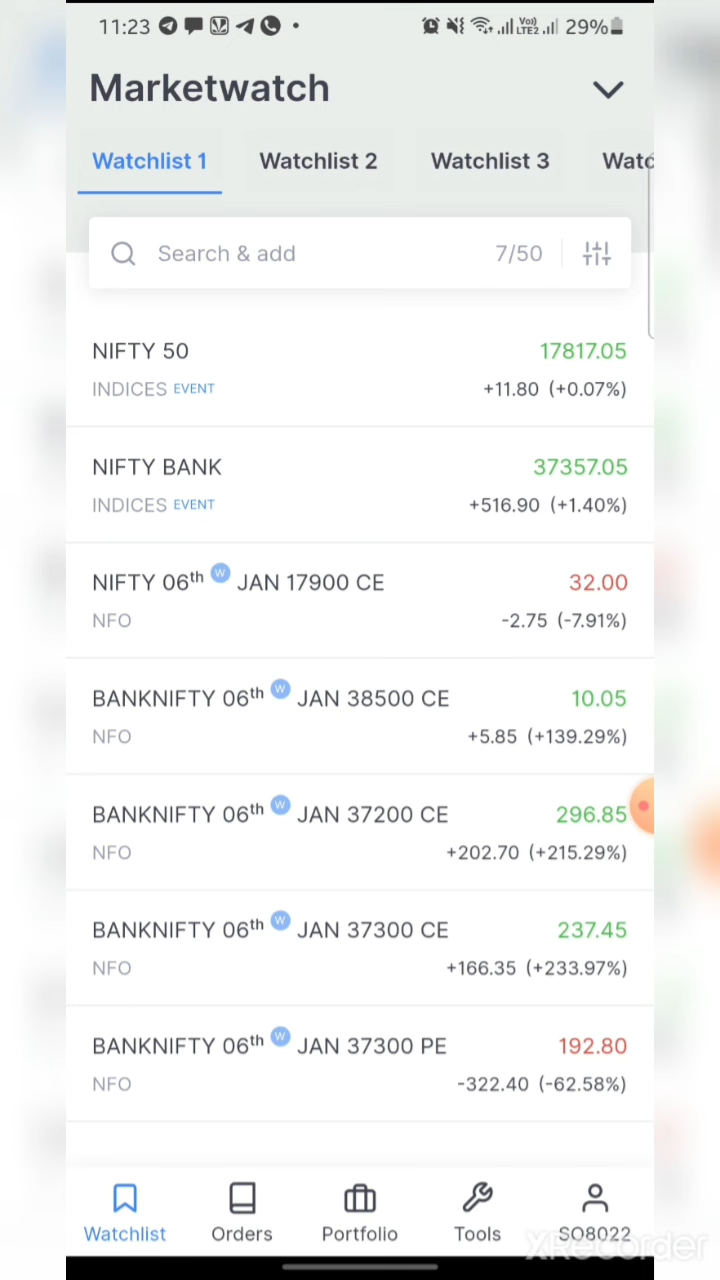 11:23 • Vo)) LTE2 29%
Marketwatch
Watchlist 1 Watchlist 2 Watchlist 3 Watc
Search & add 7/50
NIFTY 50 17817.05
INDICES EVENT +11.80 (+0.07%)
NIFTY BANK 37357.05
INDICES EVENT +516.90 (+1.40%)
NIFTY 06th W JAN 17900 CE 32.00
NFO -2.75 (-7.91%)
BANKNIFTY 06th W JAN 38500 CE 10.05
NFO +5.85 (+139.29%)
BANKNIFTY 06th W JAN 37200 CE 296.85
NFO +202.70 (+215.29%)
BANKNIFTY 06th W JAN 37300 CE 237.45
NFO +166.35 (+233.97%)
BANKNIFTY 06th W JAN 37300 PE 192.80
NFO -322.40 (-62.58%)
Watchlist Orders Portfolio Tools SO8022
XRecorder